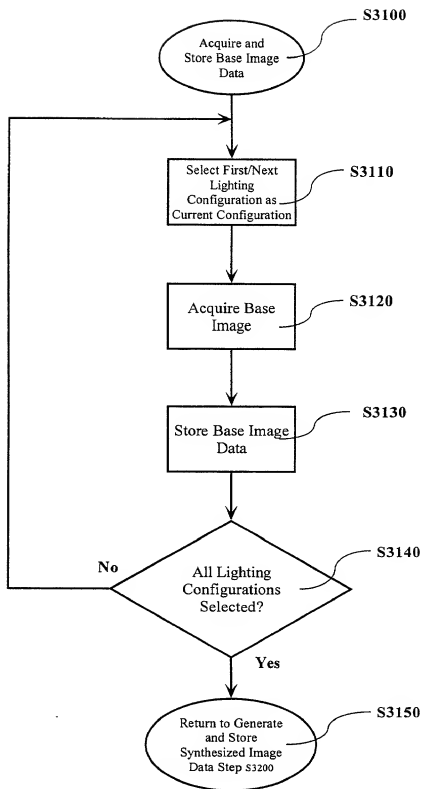 S3100
Acquire and
Store Base Image
Data
S3110
Select First/Next
Lighting
Configuration as
Current Configuration
S3120
Acquire Base
Image
S3130
Store Base Image
Data
S3140
No
All Lighting
Configurations
Selected?
Yes
S3150
Return to Generate
and Store
Synthesized Image
Data Step S3200